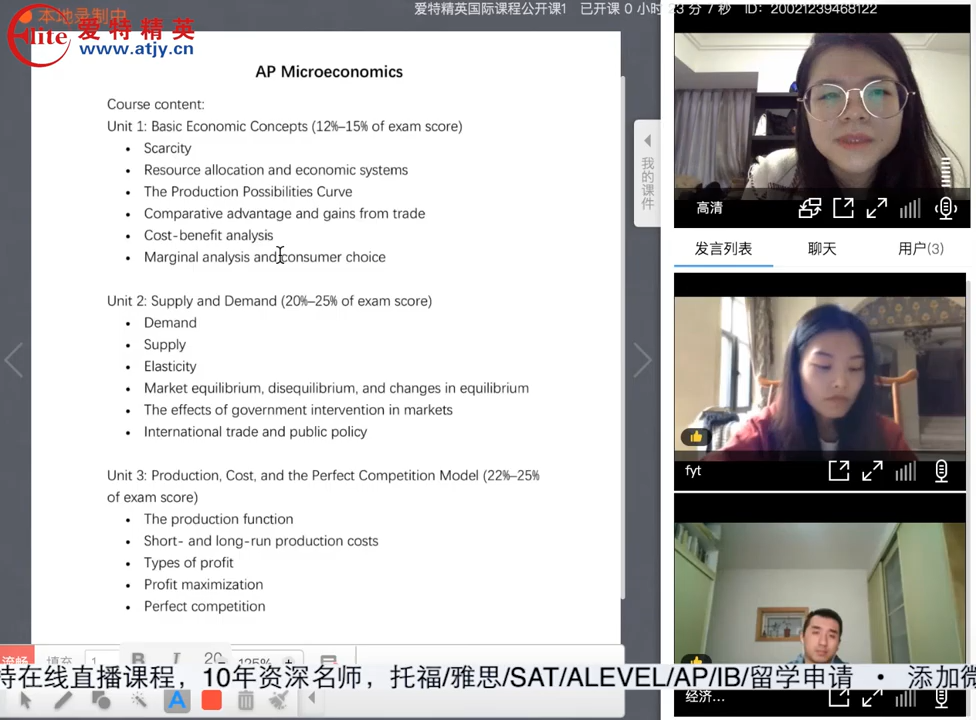 本地录制中
爱特精英国际课程公开课1 已开课 0 小时 23 分 7 秒 ID: 20021239468122
Elite 爱特精英
www.atjy.cn
AP Microeconomics
Course content:
Unit 1: Basic Economic Concepts (12%–15% of exam score)
• Scarcity
• Resource allocation and economic systems
• The Production Possibilities Curve
• Comparative advantage and gains from trade
• Cost-benefit analysis
• Marginal analysis and consumer choice
Unit 2: Supply and Demand (20%–25% of exam score)
• Demand
• Supply
• Elasticity
• Market equilibrium, disequilibrium, and changes in equilibrium
• The effects of government intervention in markets
• International trade and public policy
Unit 3: Production, Cost, and the Perfect Competition Model (22%–25%
of exam score)
• The production function
• Short- and long-run production costs
• Types of profit
• Profit maximization
• Perfect competition
我的课件
高清
发言列表 聊天 用户(3)
fyt
经济...
流畅 填充 1 B I 20 125%
特在线直播课程，10年资深名师，托福/雅思/SAT/ALEVEL/AP/IB/留学申请 • 添加微
A